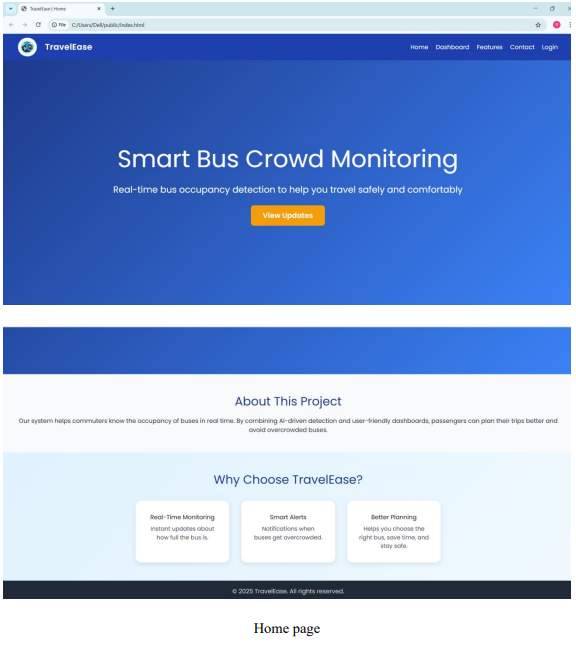 TravelEase | Home
File
C:/Users/Dell/public/index.html
TravelEase
Home Dashboard Features Contact Login
Smart Bus Crowd Monitoring
Real-time bus occupancy detection to help you travel safely and comfortably
View Updates
About This Project
Our system helps commuters know the occupancy of buses in real time. By combining AI-driven detection and user-friendly dashboards, passengers can plan their trips better and
avoid overcrowded buses.
Why Choose TravelEase?
Real-Time Monitoring
Instant updates about
how full the bus is.
Smart Alerts
Notifications when
buses get overcrowded.
Better Planning
Helps you choose the
right bus, save time, and
stay safe.
© 2025 TravelEase. All rights reserved.
Home page